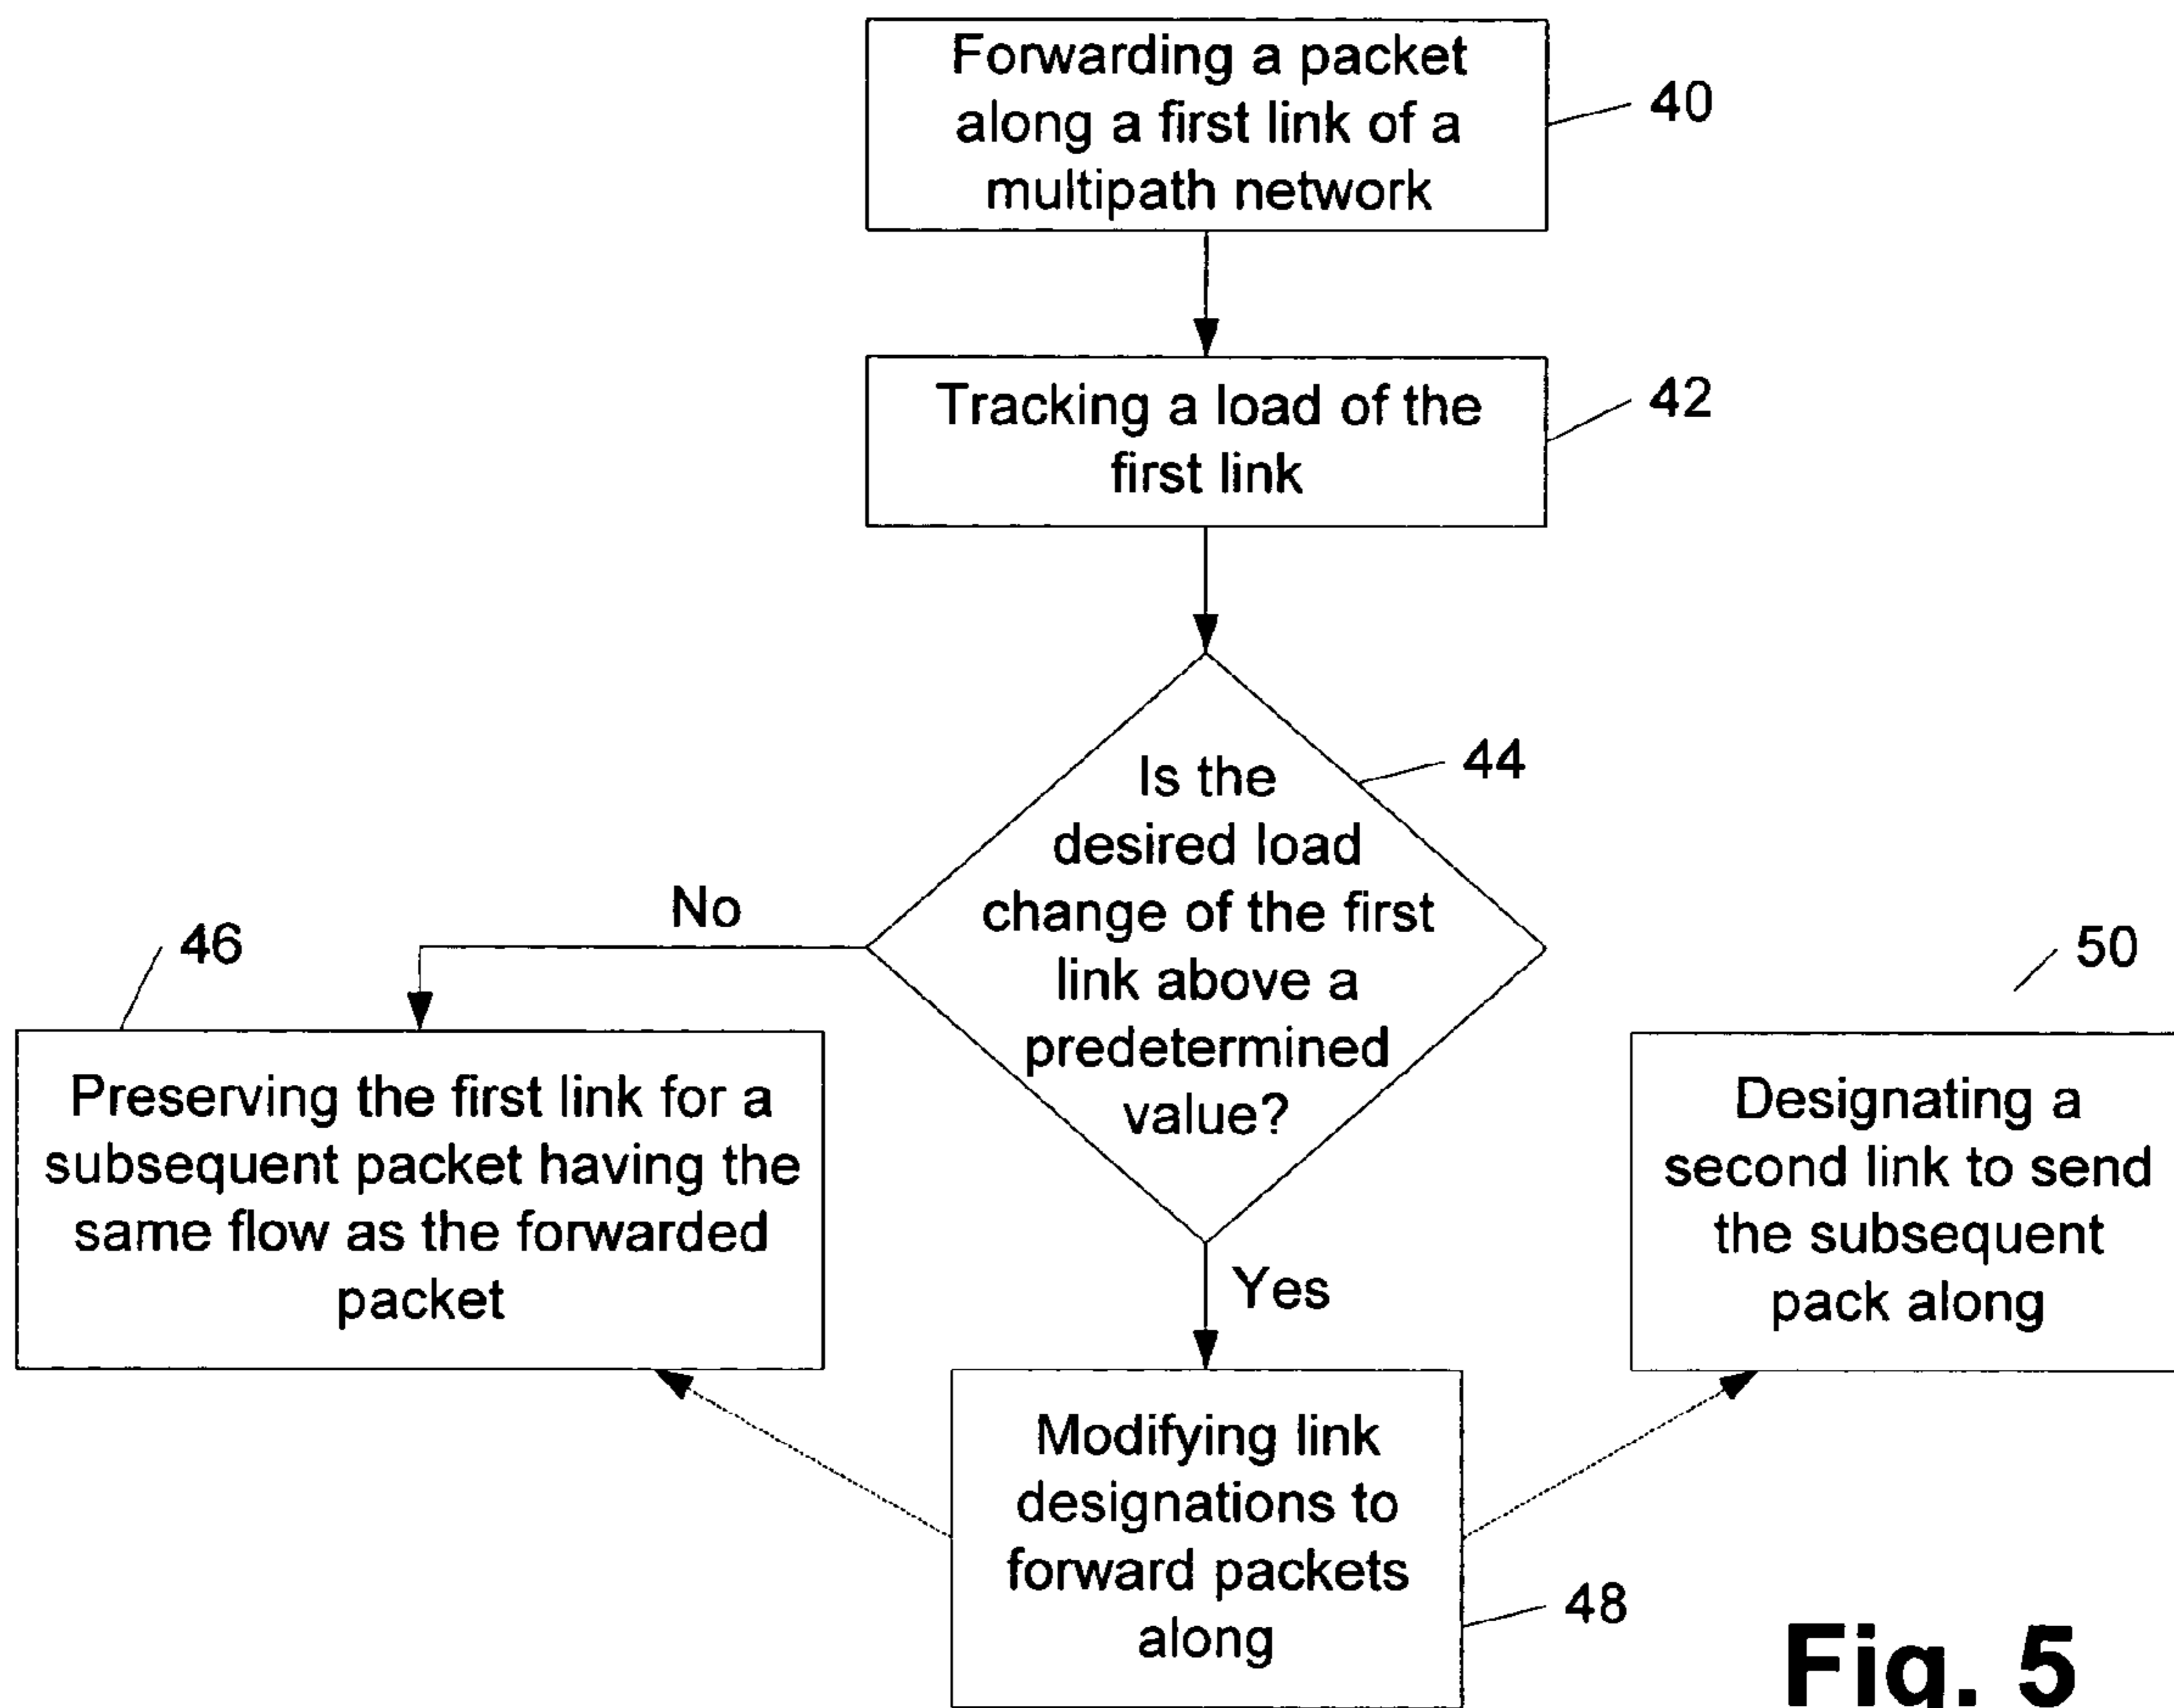 Forwarding a packet
along a first link of a
multipath network
40
Tracking a load of the
first link
42
Is the
desired load
change of the first
link above a
predetermined
value?
44
No
46
Preserving the first link for a
subsequent packet having the
same flow as the forwarded
packet
50
Designating a
second link to send
the subsequent
pack along
Yes
Modifying link
designations to
forward packets
along
48
Fig. 5